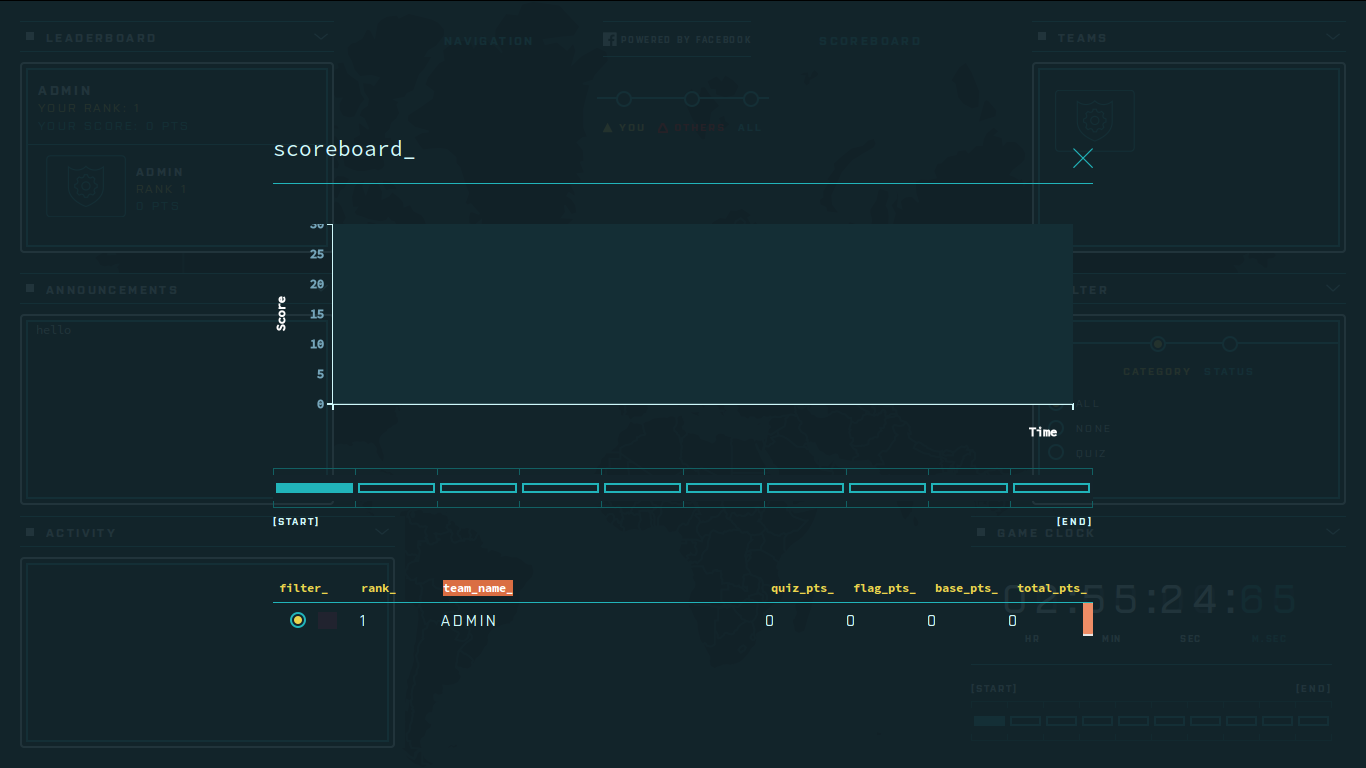 LEADERBOARD
NAVIGATION
POWERED BY FACEBOOK
SCOREBOARD
TEAMS
ADMIN
YOUR RANK: 1
YOUR SCORE: 0 PTS
YOU
ALL
ADMIN
RANK 1
0 PTS
scoreboard_
30
25
20
15
10
5
0
Score
Time
ANNOUNCEMENTS
hello
LTER
CATEGORY
STATUS
ALL
NONE
QUIZ
[START]
[END]
ACTIVITY
GAME CLOCK
filter_ rank_ team_name_ quiz_pts_ flag_pts_ base_pts_ total_pts_
1 ADMIN 0 0 0 0
02:55:24:65
HR MIN SEC M.SEC
[START]
[END]